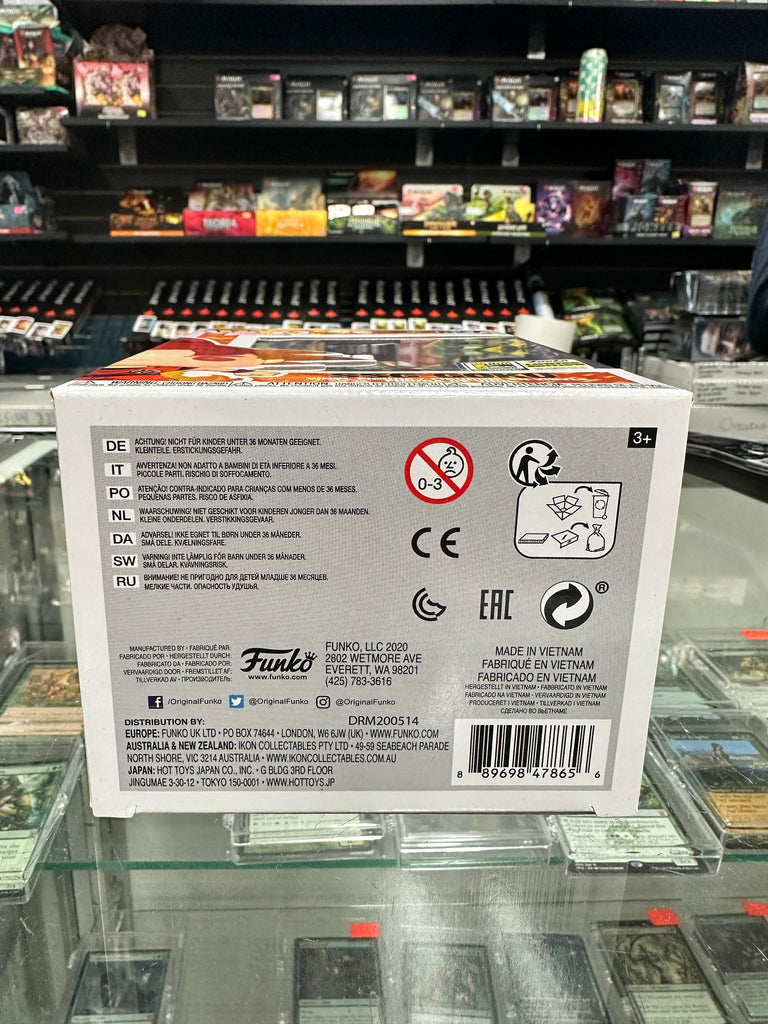 WARNING:
ATTENTION
3+
DE ACHTUNG! NICHT FÜR KINDER UNTER 36 MONATEN GEEIGNET.
KLEINTEILE. ERSTICKUNGSGEFAHR.
IT AVVERTENZA! NON ADATTO A BAMBINI DI ETÀ INFERIORE A 36 MESI.
PICCOLE PARTI. RISCHIO DI SOFFOCAMENTO.
PO ATENÇÃO! CONTRA-INDICADO PARA CRIANÇAS COM MENOS DE 36 MESES.
PEQUENAS PARTES. RISCO DE ASFIXIA.
NL WAARSCHUWING! NIET GESCHIKT VOOR KINDEREN JONGER DAN 36 MAANDEN.
KLEINE ONDERDELEN. VERSTIKKINGSGEVAAR.
DA ADVARSEL! IKKE EGNET TIL BØRN UNDER 36 MÅNEDER.
SMÅ DELE. KVÆLNINGSFARE.
SW VARNING! INTE LÄMPLIG FÖR BARN UNDER 36 MÅNADER.
SMÅ DELAR. KVÄVNINGSRISK.
RU ВНИМАНИЕ! НЕ ПРИГОДНО ДЛЯ ДЕТЕЙ МЛАДШЕ 36 МЕСЯЦЕВ.
МЕЛКИЕ ЧАСТИ. ОПАСНОСТЬ УДУШЬЯ.
0-3
CE
EAC
®
MANUFACTURED BY • FABRIQUÉ PAR:
FABRICADO POR • HERGESTELLT DURCH:
FABBRICATO DA • FABRICADO POR:
VERVAARDIGD DOOR • FREMSTILLET AF:
TILLVERKAD AV • ПРОИЗВОДИТЕЛЬ:
Funko
www.funko.com
FUNKO, LLC 2020
2802 WETMORE AVE
EVERETT, WA 98201
(425) 783-3616
MADE IN VIETNAM
FABRIQUÉ EN VIETNAM
FABRICADO EN VIETNAM
HERGESTELLT IN VIETNAM • FABBRICATO IN VIETNAM
FABRICADO NA VIETNAM • VERVAARDIGD IN VIETNAM
PRODUCERET I VIETNAM • TILLVERKAD I VIETNAM
СДЕЛАНО ВО ВЬЕТНАМЕ
/OriginalFunko @OriginalFunko @OriginalFunko
DRM200514
DISTRIBUTION BY:
EUROPE: FUNKO UK LTD • PO BOX 74644 • LONDON, W6 6JW (UK) • WWW.FUNKO.COM
AUSTRALIA & NEW ZEALAND: IKON COLLECTABLES PTY LTD • 49-59 SEABEACH PARADE
NORTH SHORE, VIC 3214 AUSTRALIA • WWW.IKONCOLLECTABLES.COM.AU
JAPAN: HOT TOYS JAPAN CO., INC. • G BLDG 3RD FLOOR
JINGUMAE 3-30-12 • TOKYO 150-0001 • WWW.HOTTOYS.JP
8 89698 47865 6